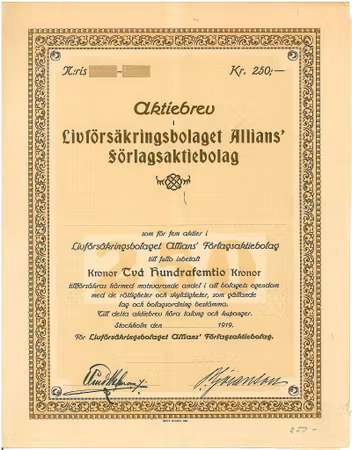 N:ris
Kr. 250;—
Aktiebrev
i
Livförsäkringsbolaget Allians'
Förlagsaktiebolag
som för fem aktier i
Livförsäkringsbolaget Allians' Förlagsaktiebolag
till fullo inbetalt
Kronor Två Hundrafemtio Kronor
tillförsäkras härmed motsvarande andel i all bolagets egendom
med de rättigheter och skyldigheter, som gällande
lag och bolagsordning bestämma.
Till detta aktiebrev höra talong och kuponger.
Stockholm den 1919.
För Livförsäkringsbolaget Allians' Förlagsaktiebolag.
250-